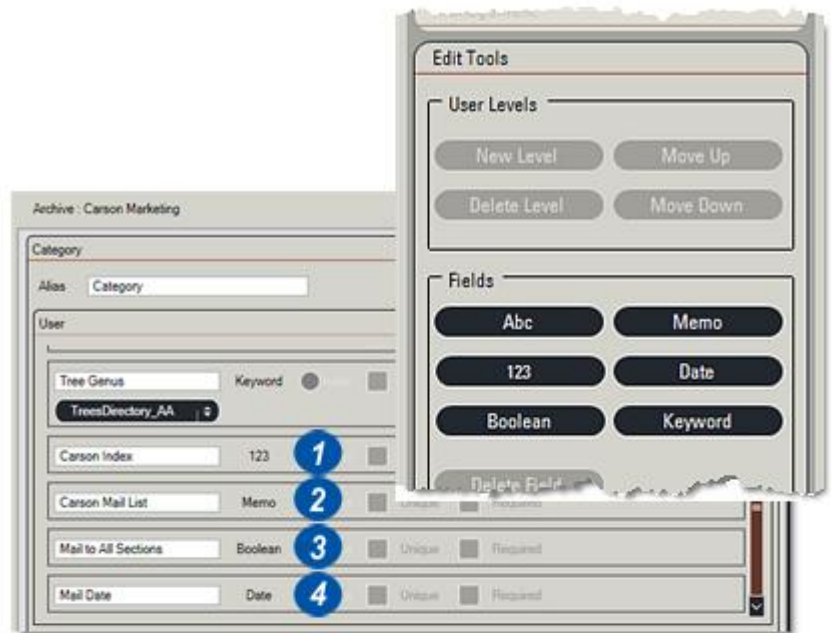 Edit Tools
User Levels
New Level Move Up
Delete Level Move Down
Fields
Abc Memo
123 Date
Boolean Keyword
Delete Field
Archive : Carson Marketing
Category
Alias Category
User
Tree Genus Keyword
TreesDirectory_AA
Carson Index 123 1
Carson Mail List Memo 2 Unique Required
Mail to All Sections Boolean 3 Unique Required
Mail Date Date 4 Unique Required